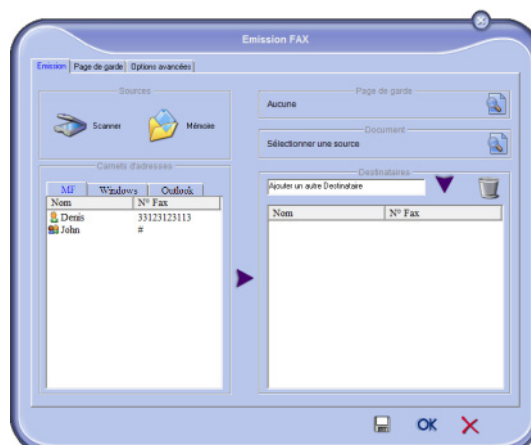 Emission FAX
Emission Page de garde Options avancées
Sources
Scanner Mémoire
Page de garde
Aucune
Document
Sélectionner une source
Carnets d'adresses
MF Windows Outlook
Nom N° Fax
Denis 33123123113
John #
Destinataires
Ajouter un autre Destinataire
Nom N° Fax
OK